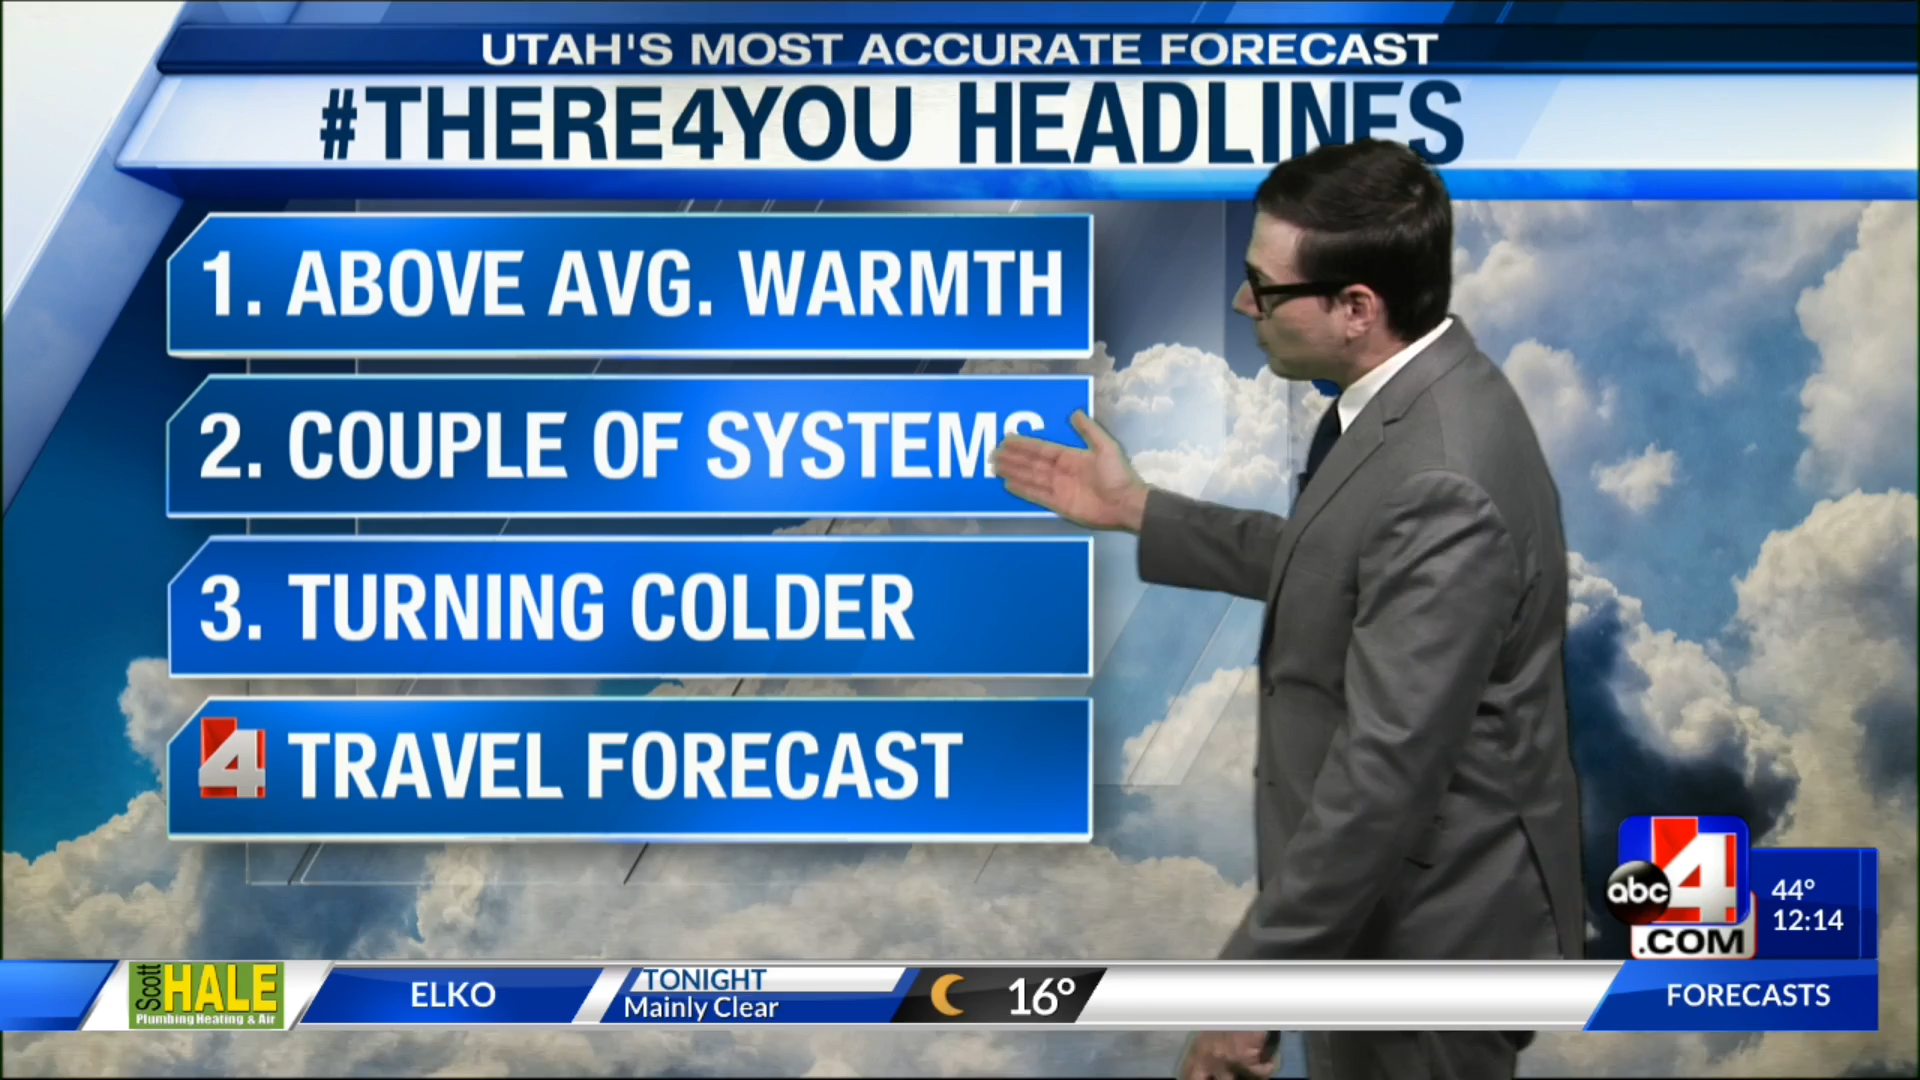 UTAH'S MOST ACCURATE FORECAST
#THERE4YOU HEADLINES
1. ABOVE AVG. WARMTH
2. COUPLE OF SYSTEMS
3. TURNING COLDER
4 TRAVEL FORECAST
abc 4
.COM
44°
12:14
Scott HALE
Plumbing Heating & Air
ELKO
TONIGHT
Mainly Clear
16°
FORECASTS